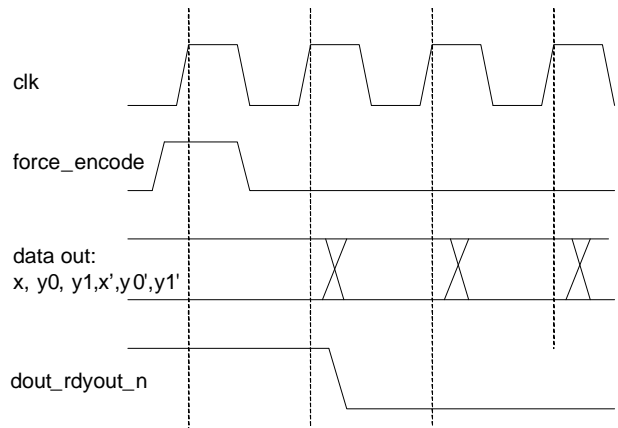 clk
force_encode
data out:
x, y0, y1,x’,y0',y1'
dout_rdyout_n